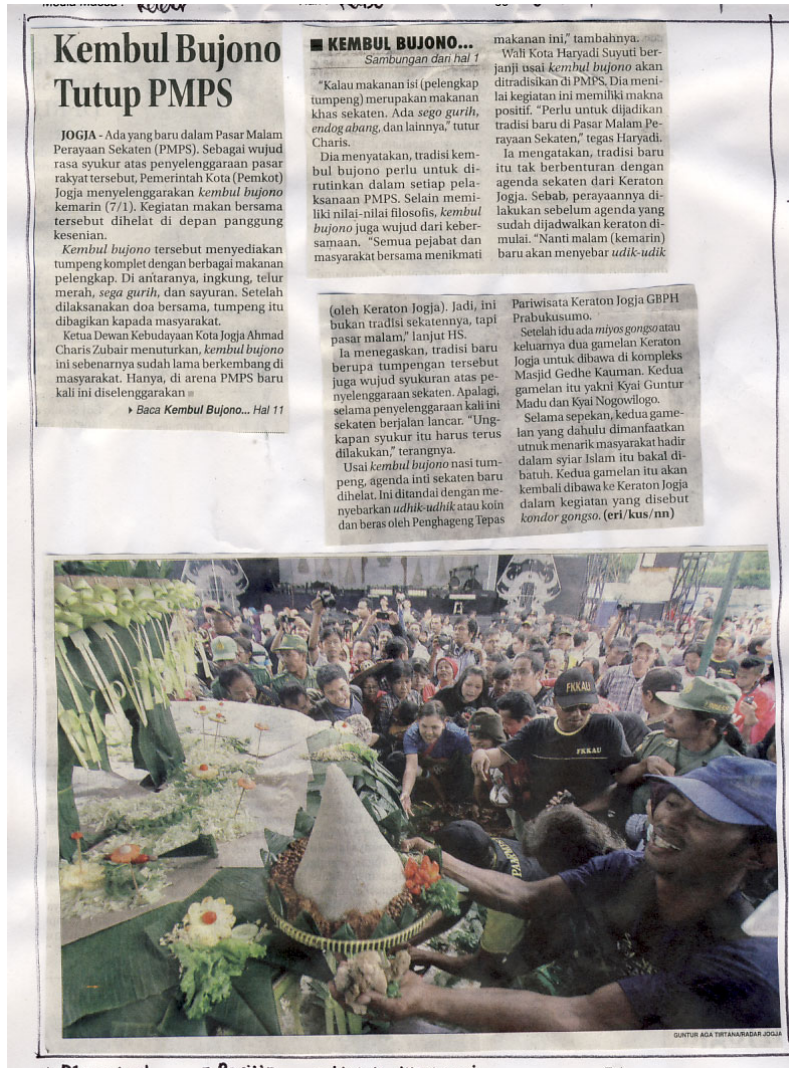 Kembul Bujono
Tutup PMPS
JOGJA - Ada yang baru dalam Pasar Malam
Perayaan Sekaten (PMPS). Sebagai wujud
rasa syukur atas penyelenggaraan pasar
rakyat tersebut, Pemerintah Kota (Pemkot)
Jogja menyelenggarakan kembul bujono
kemarin (7/1). Kegiatan makan bersama
tersebut dihelat di depan panggung
kesenian.
Kembul bujono tersebut menyediakan
tumpeng komplet dengan berbagai makanan
pelengkap. Di antaranya, ingkung, telur
merah, sega gurih, dan sayuran. Setelah
dilaksanakan doa bersama, tumpeng itu
dibagikan kapada masyarakat.
Ketua Dewan Kebudayaan Kota Jogja Ahmad
Charis Zubair menuturkan, kembul bujono
ini sebenarnya sudah lama berkembang di
masyarakat. Hanya, di arena PMPS baru
kali ini diselenggarakan
Baca Kembul Bujono... Hal 11
KEMBUL BUJONO...
Sambungan dari hal 1
"Kalau makanan isi (pelengkap
tumpeng) merupakan makanan
khas sekaten. Ada sego gurih,
endog abang, dan lainnya," tutur
Charis.
Dia menyatakan, tradisi kem-
bul bujono perlu untuk di-
rutinkan dalam setiap pela-
ksanaan PMPS. Selain memi-
liki nilai-nilai filosofis, kembul
bujono juga wujud dari keber-
samaan. "Semua pejabat dan
masyarakat bersama menikmati
makanan ini," tambahnya.
Wali Kota Haryadi Suyuti ber-
janji usai kembul bujono akan
ditradisikan di PMPS. Dia meni-
lai kegiatan ini memiliki makna
positif. "Perlu untuk dijadikan
tradisi baru di Pasar Malam Pe-
rayaan Sekaten," tegas Haryadi.
Ia mengatakan, tradisi baru
itu tak berbenturan dengan
agenda sekaten dari Keraton
Jogja. Sebab, perayaannya di-
lakukan sebelum agenda yang
sudah dijadwalkan keraton di-
mulai. "Nanti malam (kemarin)
baru akan menyebar udik-udik
(oleh Keraton Jogja). Jadi, ini
bukan tradisi sekatennya, tapi
pasar malam," lanjut HS.
Ia menegaskan, tradisi baru
berupa tumpengan tersebut
juga wujud syukuran atas pe-
nyelenggaraan sekaten. Apalagi,
selama penyelenggaraan kali ini
sekaten berjalan lancar. "Ung-
kapan syukur itu harus terus
dilakukan," terangnya.
Usai kembul bujono nasi tum-
peng, agenda inti sekaten baru
dihelat. Ini ditandai dengan me-
nyebarkan udhik-udhik atau koin
dan beras oleh Penghageng Tepas
Pariwisata Keraton Jogja GBPH
Prabukusumo.
Setelah idu ada miyos gongso atau
keluarnya dua gamelan Keraton
Jogja untuk dibawa di kompleks
Masjid Gedhe Kauman. Kedua
gamelan itu yakni Kyai Guntur
Madu dan Kyai Nogowilogo.
Selama sepekan, kedua game-
lan yang dahulu dimanfaatkan
utnuk menarik masyarakat hadir
dalam syiar Islam itu bakal di-
batuh. Kedua gamelan itu akan
kembali dibawa ke Keraton Jogja
dalam kegiatan yang disebut
kondor gongso. (eri/kus/nn)
FKKAU
FKKAU
GUNTUR AGA TIRTANA/RADAR JOGJA